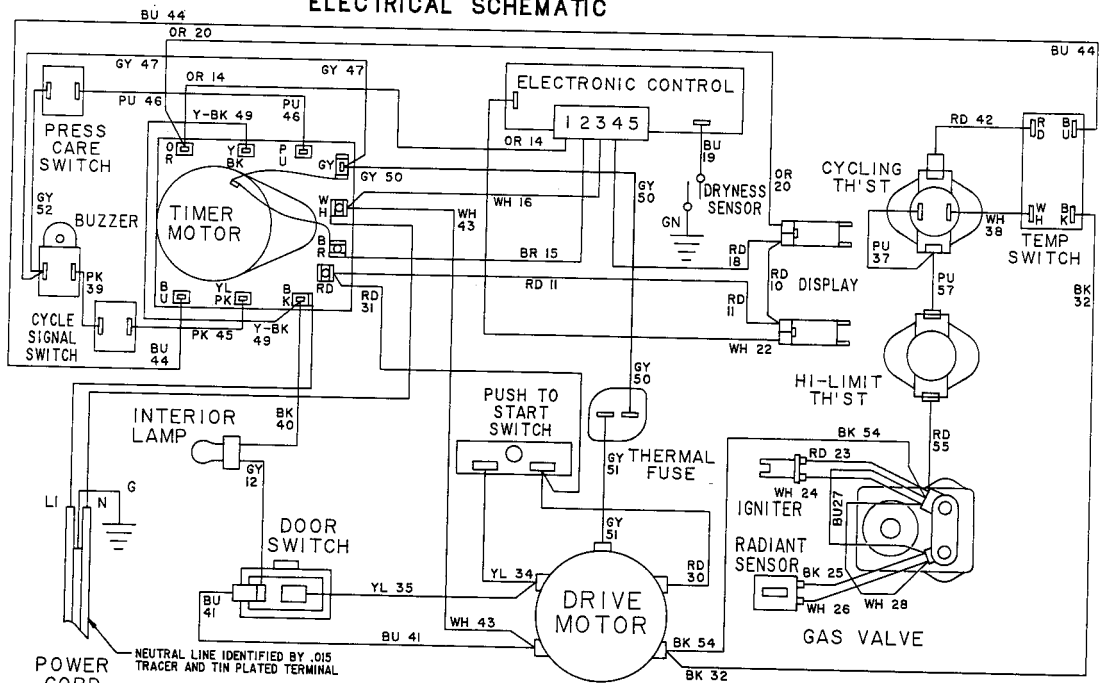 ELECTRICAL SCHEMATIC
BU 44
OR 20
BU 44
GY 47
GY 47
OR 14
ELECTRONIC CONTROL
PU 46
Y-BK 49
PU 46
1 2 3 4 5
RD 42
R D
B U
PRESS CARE SWITCH
O R
Y BK
P U
GY
OR 14
BU 19
CYCLING TH'ST
GY 50
GY 50
DRYNESS SENSOR
OR 20
GY 52
BUZZER
TIMER MOTOR
W H
WH 43
WH 16
GN
WH 38
W H
B K
TEMP SWITCH
PU 37
B R
BR 15
RD 18
PK 39
RD
RD 31
RD 11
RD 11
RD 10
DISPLAY
PU 57
BK 32
B U
YL PK
B K
CYCLE SIGNAL SWITCH
PK 45
Y-BK 49
BU 44
WH 22
GY 50
HI-LIMIT TH'ST
PUSH TO START SWITCH
INTERIOR LAMP
BK 40
BK 54
RD 55
GY 12
GY 51
THERMAL FUSE
RD 23
WH 24
IGNITER
BU27
LI
N
G
DOOR SWITCH
GY 51
RADIANT SENSOR
YL 34
RD 30
BK 25
YL 35
DRIVE MOTOR
WH 26
WH 28
BU 41
WH 43
GAS VALVE
BU 41
BK 54
NEUTRAL LINE IDENTIFIED BY .015
TRACER AND TIN PLATED TERMINAL
BK 32
POWER
CORD